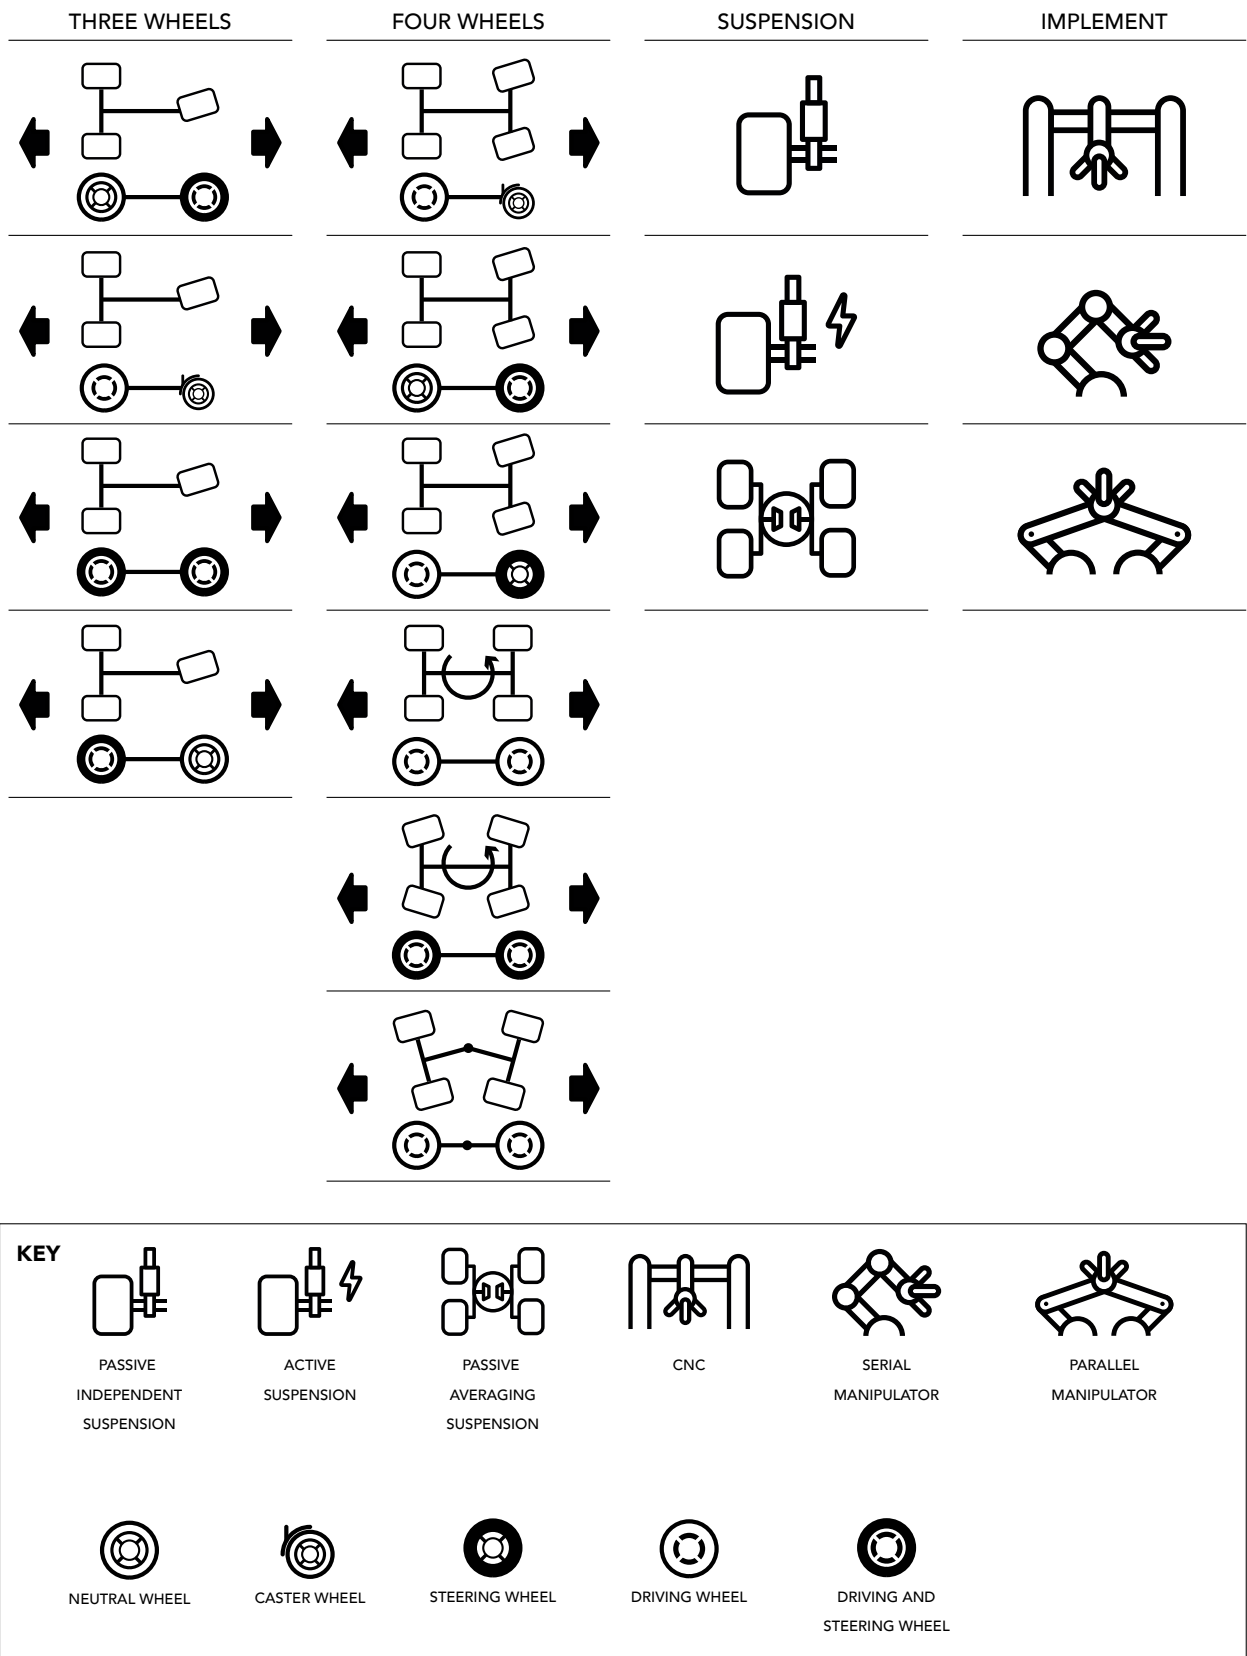 THREE WHEELS
FOUR WHEELS
SUSPENSION
IMPLEMENT
KEY
PASSIVE
INDEPENDENT
SUSPENSION
ACTIVE
SUSPENSION
PASSIVE
AVERAGING
SUSPENSION
CNC
SERIAL
MANIPULATOR
PARALLEL
MANIPULATOR
NEUTRAL WHEEL
CASTER WHEEL
STEERING WHEEL
DRIVING WHEEL
DRIVING AND
STEERING WHEEL